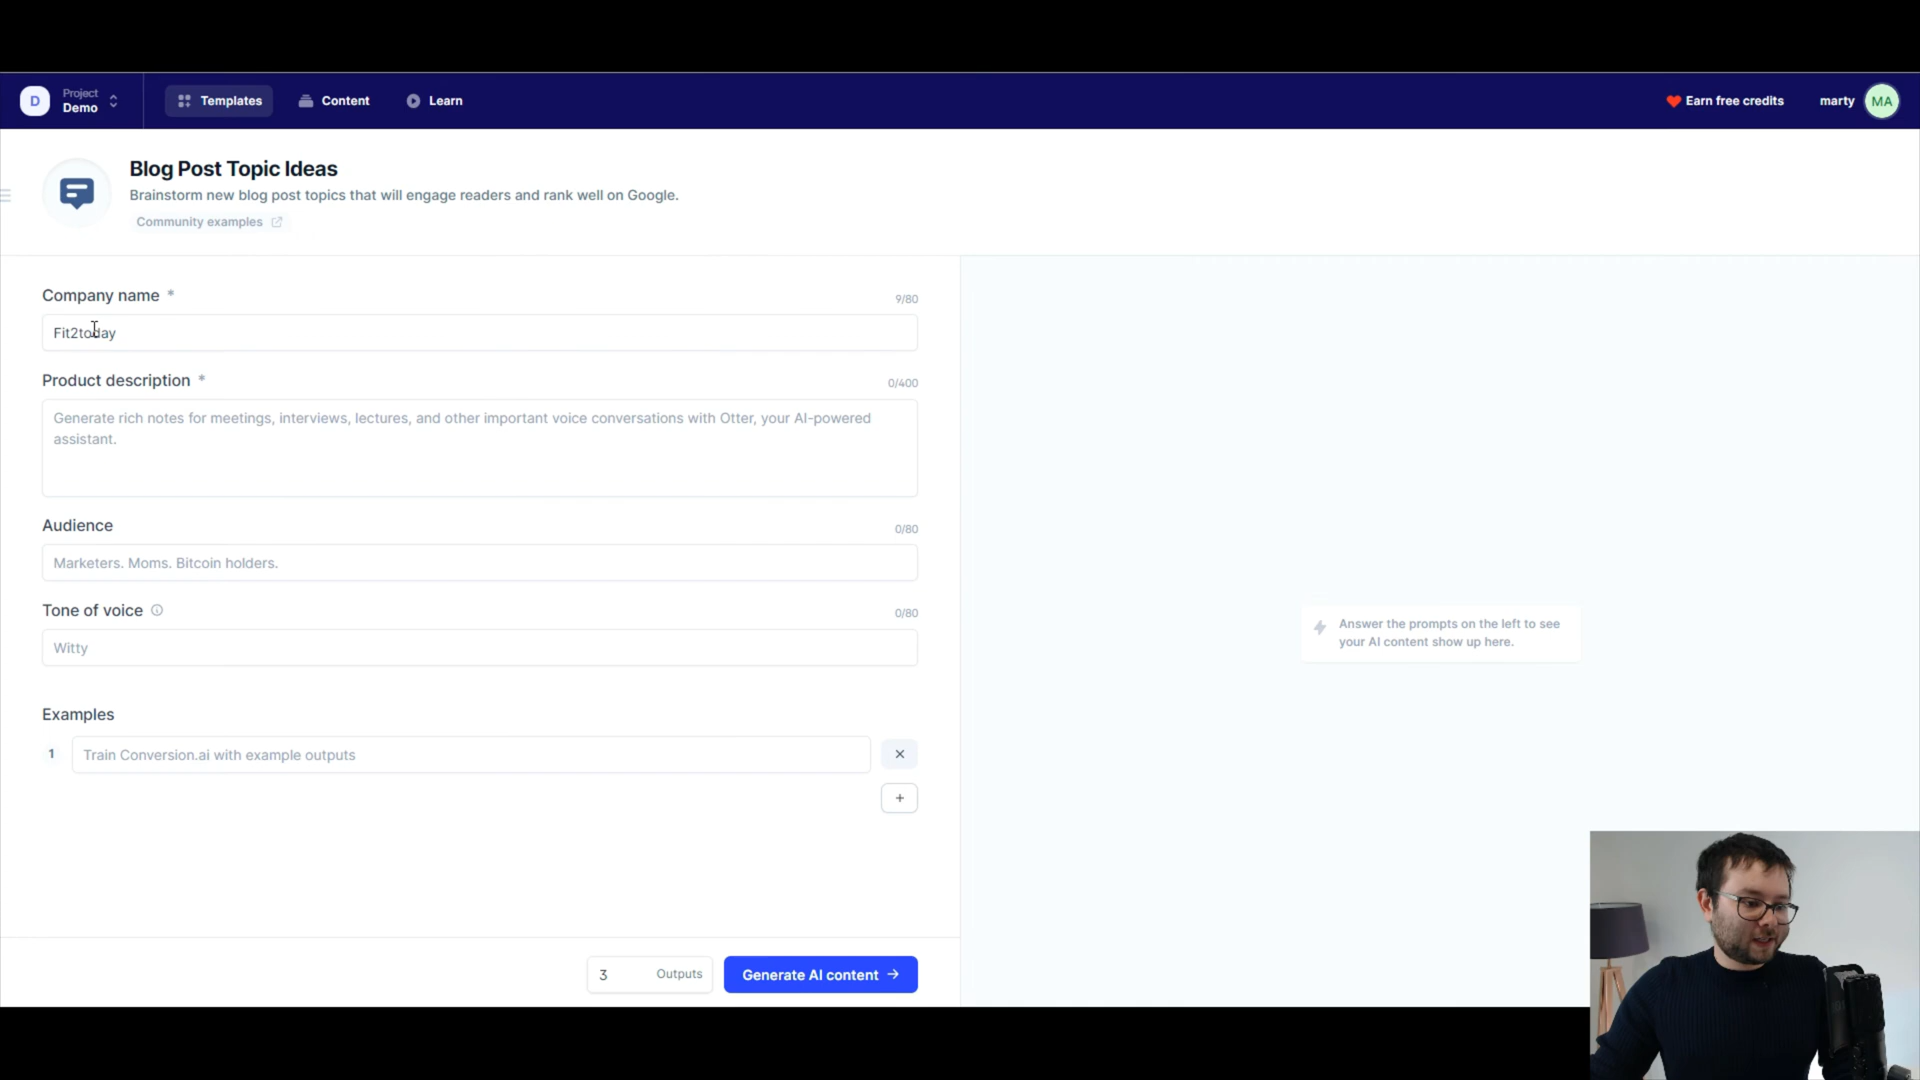 D
Project
Demo
Templates
Content
Learn
Earn free credits
marty
MA
Blog Post Topic Ideas
Brainstorm new blog post topics that will engage readers and rank well on Google.
Community examples
Company name *
9/80
Fit2today
Product description *
0/400
Generate rich notes for meetings, interviews, lectures, and other important voice conversations with Otter, your AI-powered
assistant.
Audience
0/80
Marketers. Moms. Bitcoin holders.
Tone of voice
0/80
Witty
Examples
1
Train Conversion.ai with example outputs
3
Outputs
Generate AI content
Answer the prompts on the left to see
your AI content show up here.